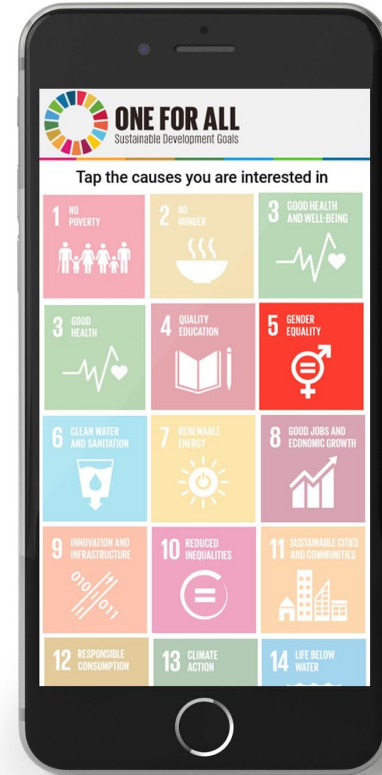 ONE FOR ALL
Sustainable Development Goals
Tap the causes you are interested in
1 NO
POVERTY
2 NO
HUNGER
3 GOOD HEALTH
AND WELL-BEING
3 GOOD
HEALTH
4 QUALITY
EDUCATION
5 GENDER
EQUALITY
6 CLEAN WATER
AND SANITATION
7 RENEWABLE
ENERGY
8 GOOD JOBS AND
ECONOMIC GROWTH
9 INNOVATION AND
INFRASTRUCTURE
010
011
10 REDUCED
INEQUALITIES
11 SUSTAINABLE CITIES
AND COMMUNITIES
12 RESPONSIBLE
CONSUMPTION
13 CLIMATE
ACTION
14 LIFE BELOW
WATER